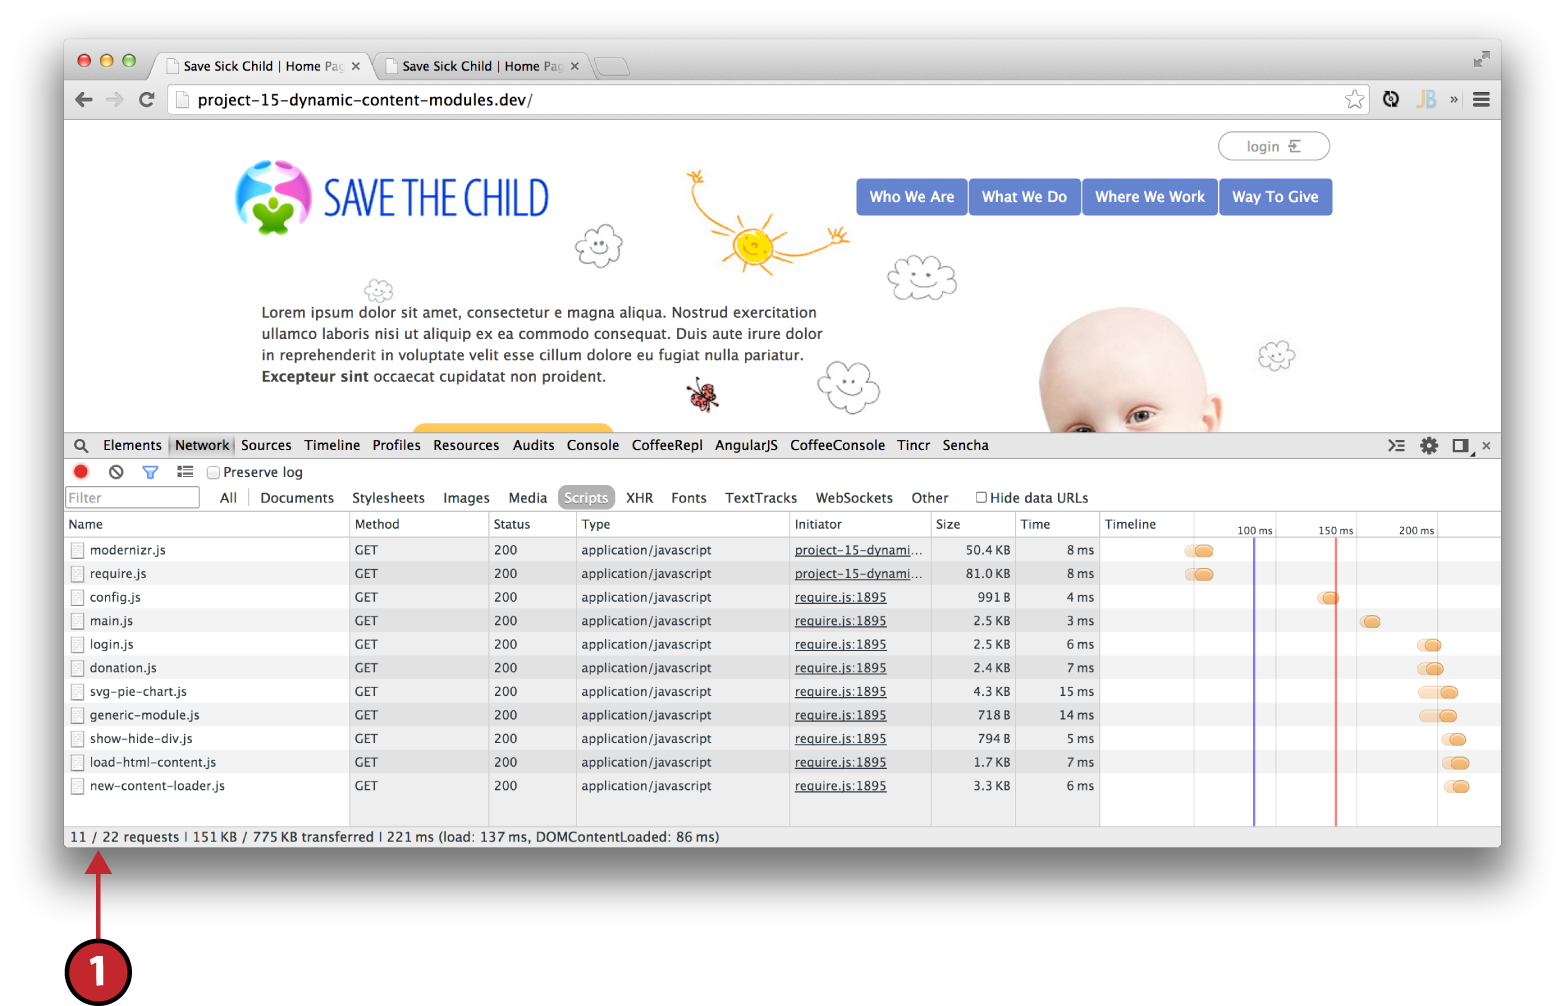 Save Sick Child | Home Pag
Save Sick Child | Home Pag
project-15-dynamic-content-modules.dev/
JB
»
login
SAVE THE CHILD
Who We Are What We Do Where We Work Way To Give
Lorem ipsum dolor sit amet, consectetur e magna aliqua. Nostrud exercitation
ullamco laboris nisi ut aliquip ex ea commodo consequat. Duis aute irure dolor
in reprehenderit in voluptate velit esse cillum dolore eu fugiat nulla pariatur.
Excepteur sint occaecat cupidatat non proident.
Elements Network Sources Timeline Profiles Resources Audits Console CoffeeRepl AngularJS CoffeeConsole Tincr Sencha
Preserve log
Filter All Documents Stylesheets Images Media Scripts XHR Fonts TextTracks WebSockets Other Hide data URLs
Name Method Status Type Initiator Size Time Timeline 100 ms 150 ms 200 ms
modernizr.js GET 200 application/javascript project-15-dynami... 50.4 KB 8 ms
require.js GET 200 application/javascript project-15-dynami... 81.0 KB 8 ms
config.js GET 200 application/javascript require.js:1895 991 B 4 ms
main.js GET 200 application/javascript require.js:1895 2.5 KB 3 ms
login.js GET 200 application/javascript require.js:1895 2.5 KB 6 ms
donation.js GET 200 application/javascript require.js:1895 2.4 KB 7 ms
svg-pie-chart.js GET 200 application/javascript require.js:1895 4.3 KB 15 ms
generic-module.js GET 200 application/javascript require.js:1895 718 B 14 ms
show-hide-div.js GET 200 application/javascript require.js:1895 794 B 5 ms
load-html-content.js GET 200 application/javascript require.js:1895 1.7 KB 7 ms
new-content-loader.js GET 200 application/javascript require.js:1895 3.3 KB 6 ms
11 / 22 requests | 151 KB / 775 KB transferred | 221 ms (load: 137 ms, DOMContentLoaded: 86 ms)
1